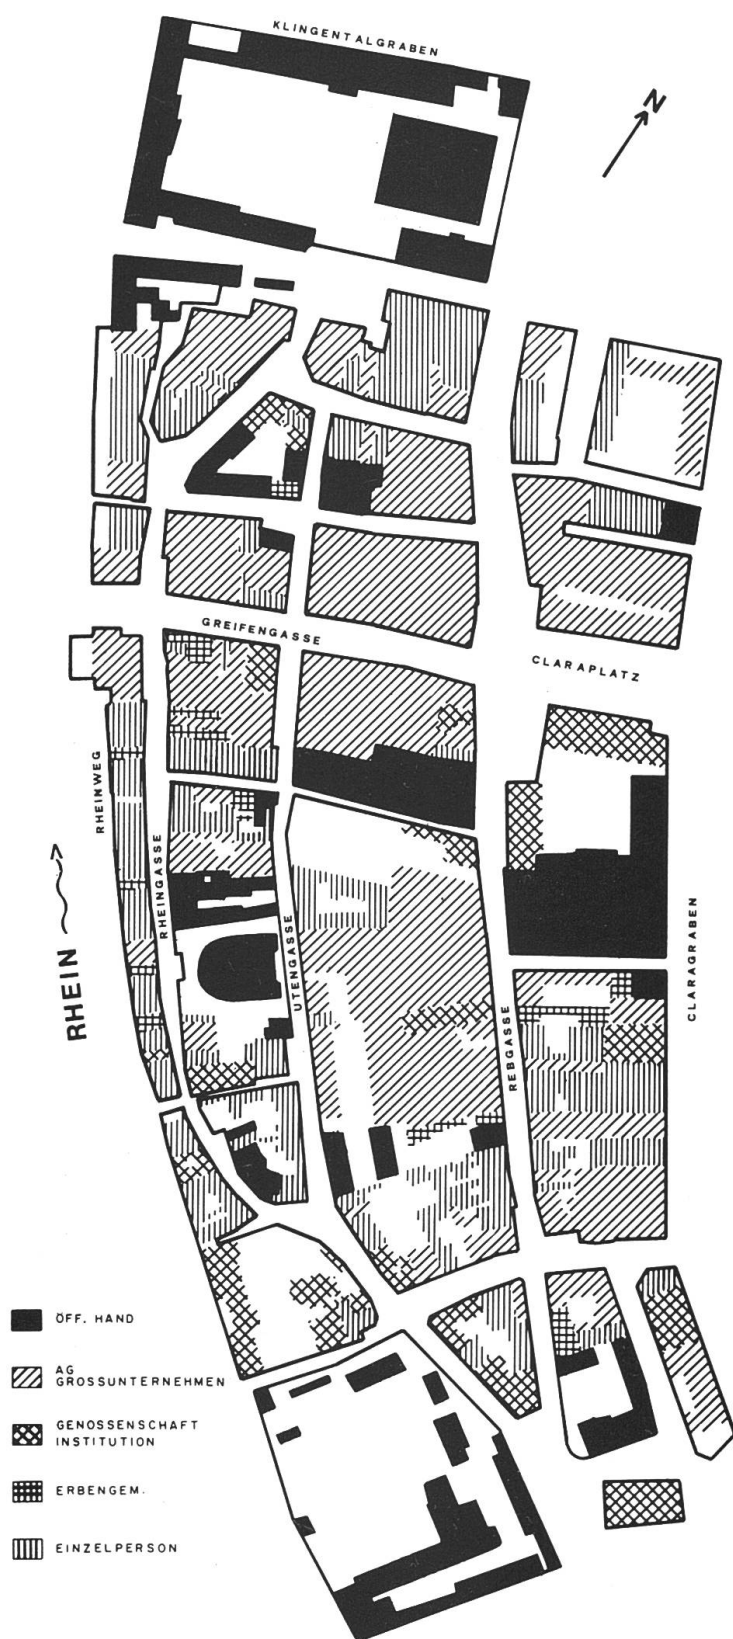 KLINGENTALGRABEN
N
GREIFENGASSE
CLARAPLATZ
RHEINWEG
RHEINGASSE
RHEIN
UTENGASSE
REBGASSE
CLARAGRABEN
ÖFF. HAND
AG
GROSSUNTERNEHMEN
GENOSSENSCHAFT
INSTITUTION
ERBENGEM.
EINZELPERSON